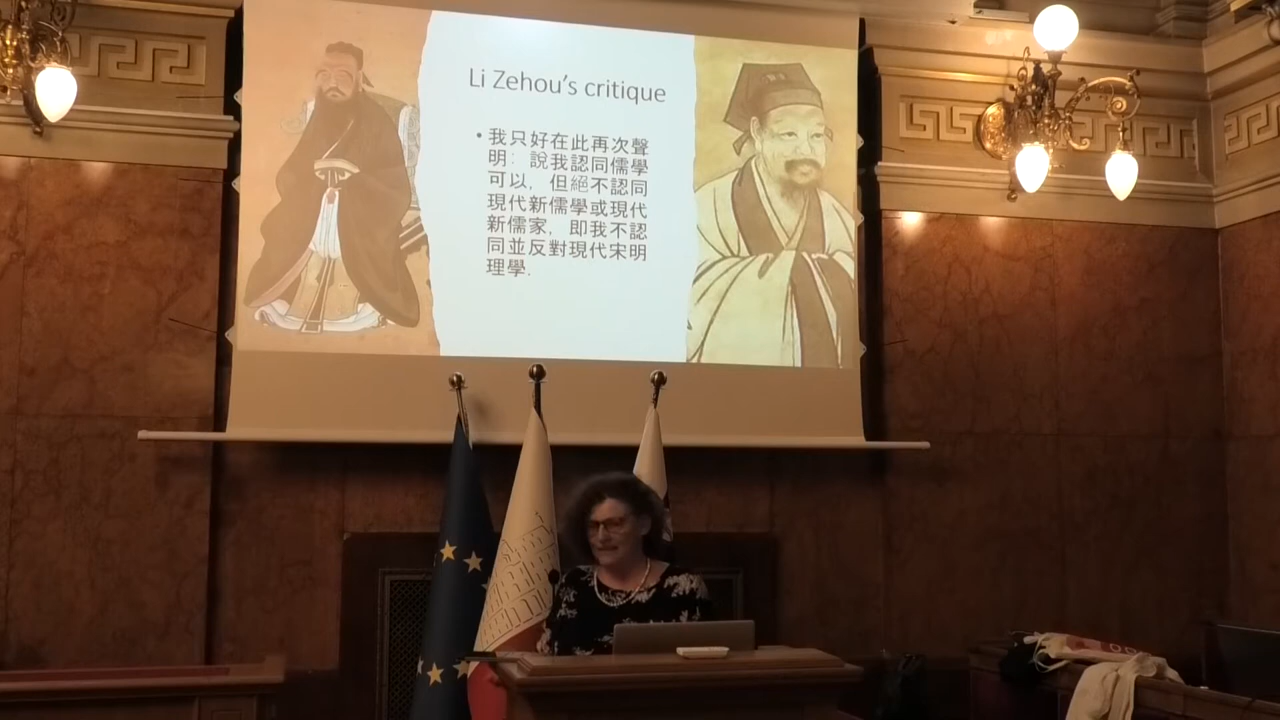 Li Zehou's critique
• 我只好在此再次聲
明：說我認同儒學
可以，但絕不認同
現代新儒學或現代
新儒家，即我不認
同並反對現代宋明
理學.